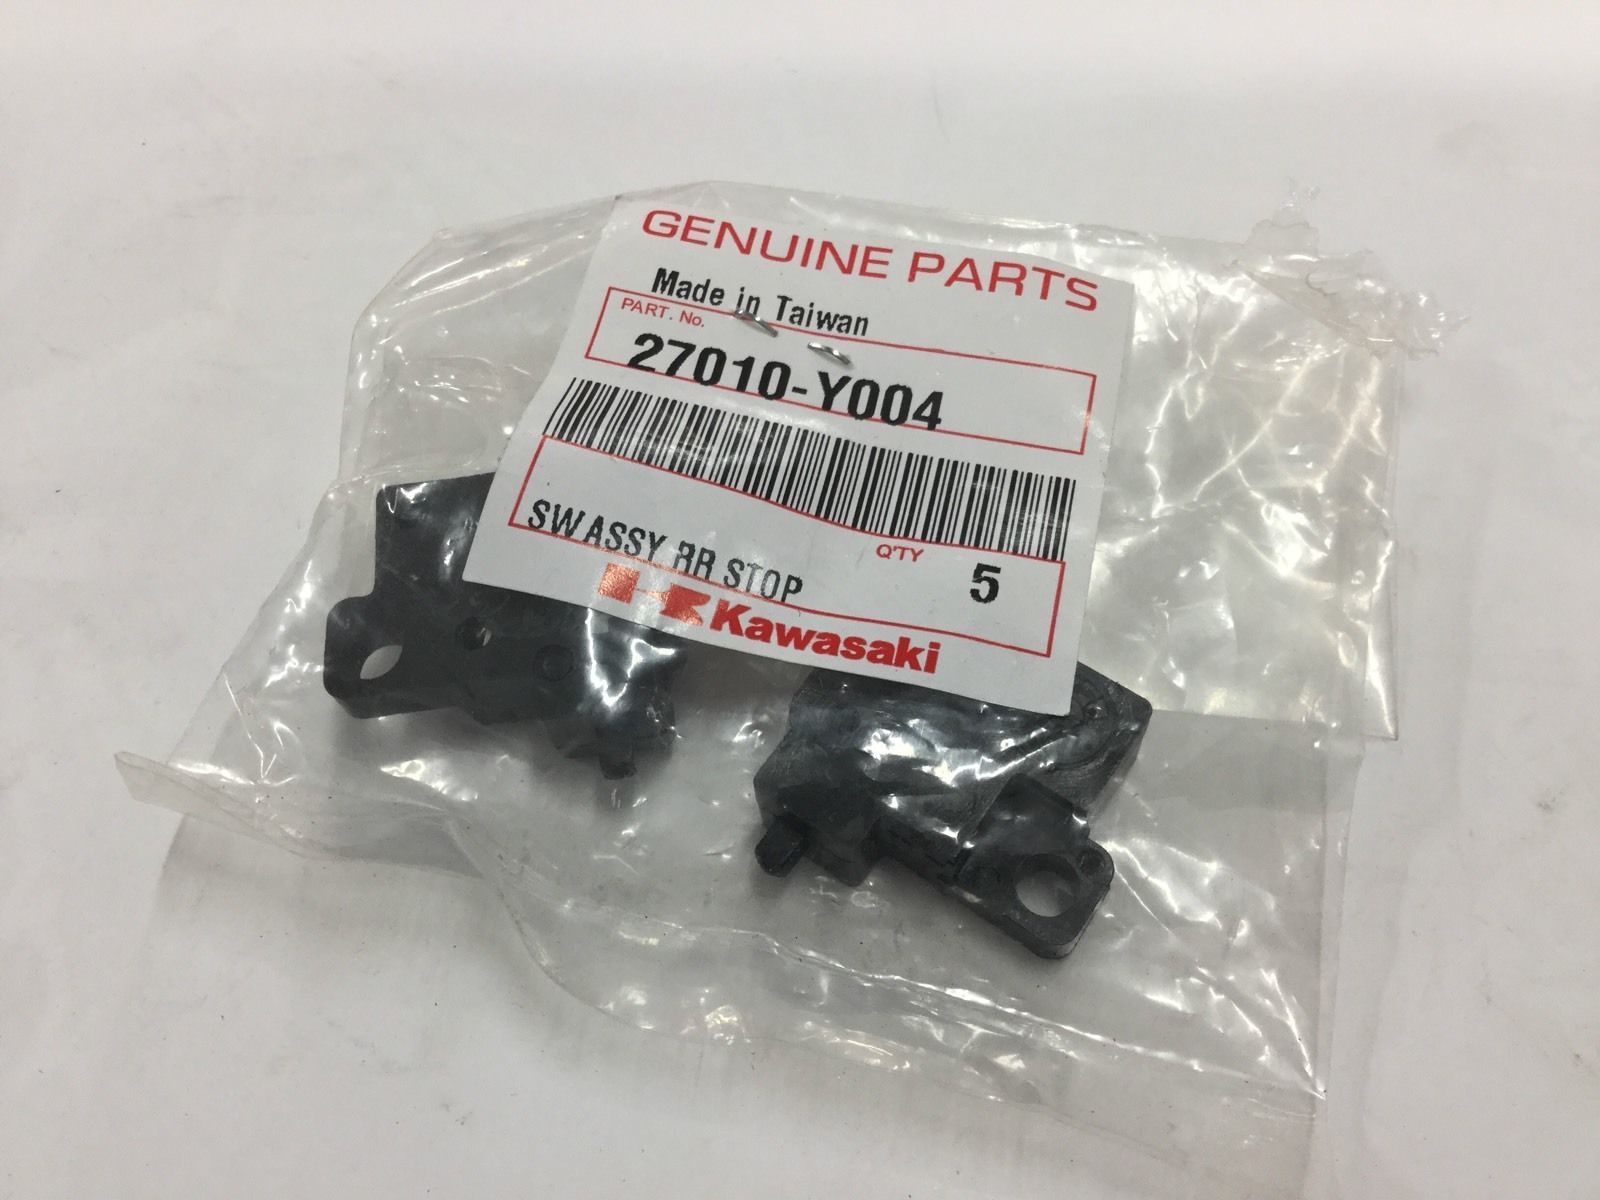 GENUINE PARTS
Made in Taiwan
PART. No.
27010-Y004
SW ASSY RR STOP
Q'TY 5
Kawasaki